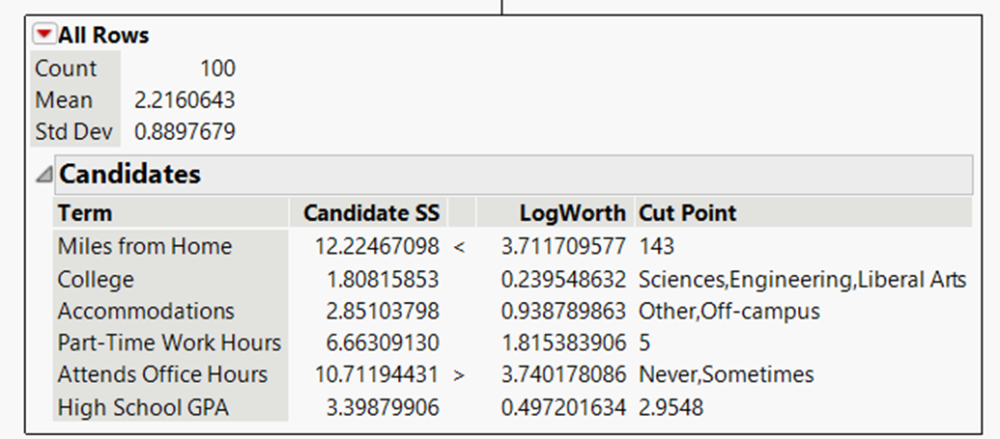 All Rows
Count 100
Mean 2.2160643
Std Dev 0.8897679
Candidates
Term Candidate SS LogWorth Cut Point
Miles from Home 12.22467098 < 3.711709577 143
College 1.80815853 0.239548632 Sciences,Engineering,Liberal Arts
Accommodations 2.85103798 0.938789863 Other,Off-campus
Part-Time Work Hours 6.66309130 1.815383906 5
Attends Office Hours 10.71194431 > 3.740178086 Never,Sometimes
High School GPA 3.39879906 0.497201634 2.9548